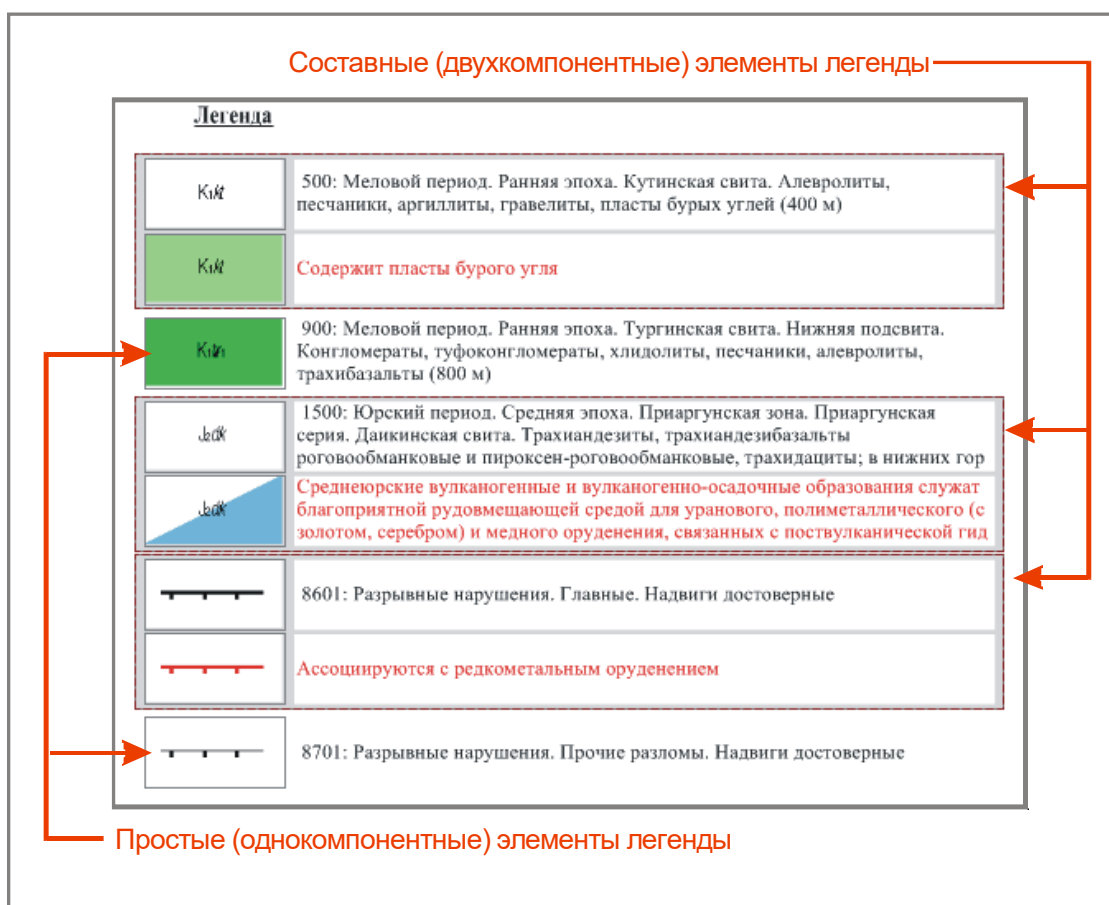 Составные (двухкомпонентные) элементы легенды
Легенда
K₁kt
500: Меловой период. Ранняя эпоха. Кутинская свита. Алевролиты,
песчаники, аргиллиты, гравелиты, пласты бурых углей (400 м)
K₁kt
Содержит пласты бурого угля
K₁tr₁
900: Меловой период. Ранняя эпоха. Тургинская свита. Нижняя подсвита.
Конгломераты, туфоконгломераты, хлидолиты, песчаники, алевролиты,
трахибазальты (800 м)
J₂dk
1500: Юрский период. Средняя эпоха. Приаргунская зона. Приаргунская
серия. Даикинская свита. Трахиандезиты, трахиандезибазальты
роговообманковые и пироксен-роговообманковые, трахидациты; в нижних гор
J₂dk
Среднеюрские вулканогенные и вулканогенно-осадочные образования служат
благоприятной рудовмещающей средой для уранового, полиметаллического (с
золотом, серебром) и медного оруденения, связанных с поствулканической гид
8601: Разрывные нарушения. Главные. Надвиги достоверные
Ассоциируются с редкометальным оруденением
8701: Разрывные нарушения. Прочие разломы. Надвиги достоверные
Простые (однокомпонентные) элементы легенды